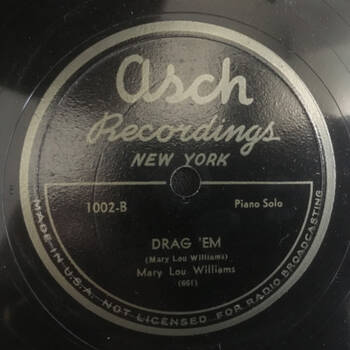 asch
Recordings
NEW YORK
1002-B
Piano Solo
DRAG 'EM
(Mary Lou Williams)
Mary Lou Williams
(661)
MADE IN U.S.A. NOT LICENSED FOR RADIO BROADCASTING